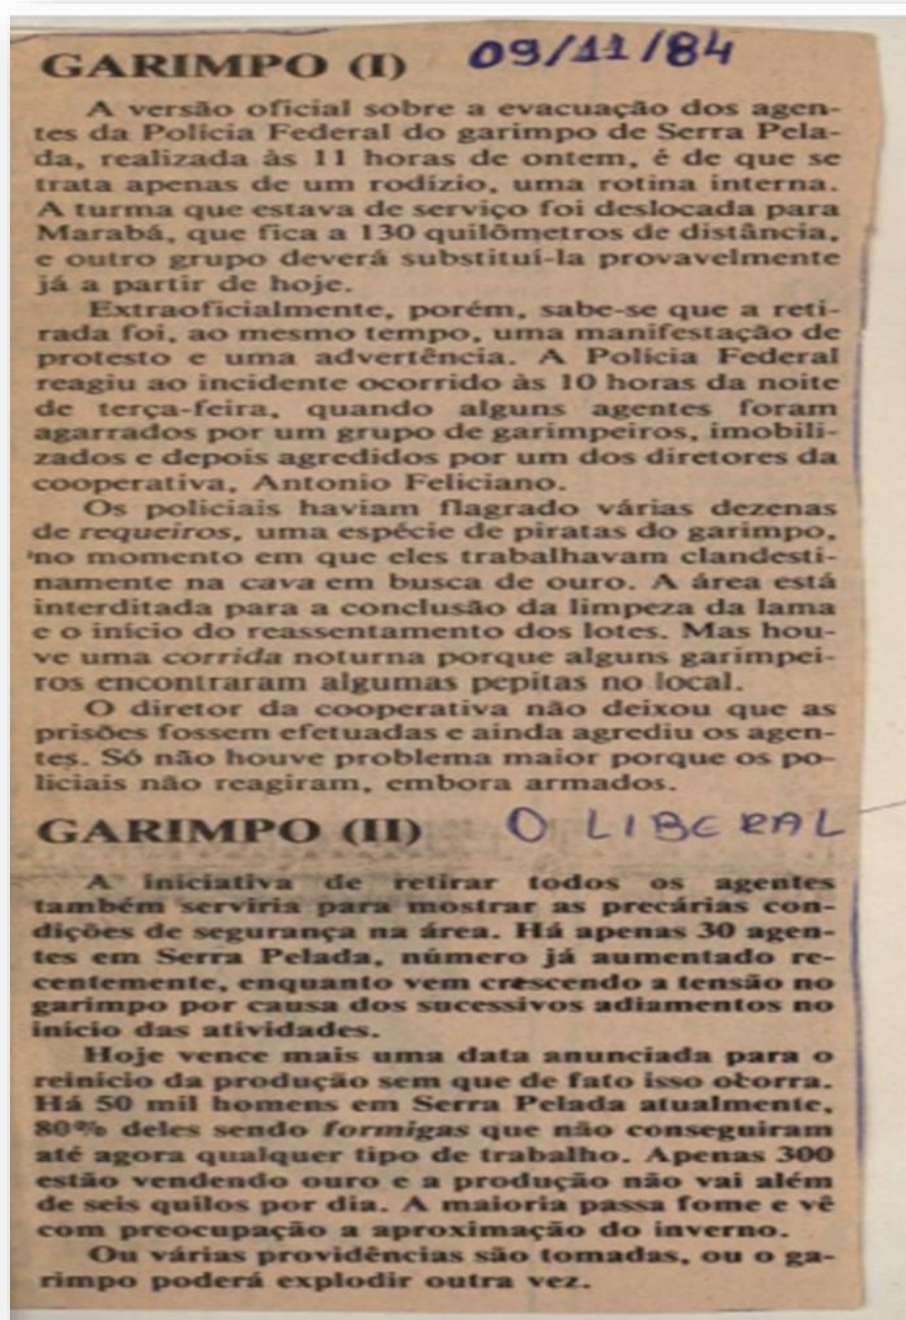 GARIMPO (I) 09/11/84
A versão oficial sobre a evacuação dos agen-
tes da Polícia Federal do garimpo de Serra Pela-
da, realizada às 11 horas de ontem, é de que se
trata apenas de um rodízio, uma rotina interna.
A turma que estava de serviço foi deslocada para
Marabá, que fica a 130 quilômetros de distância,
e outro grupo deverá substituí-la provavelmente
já a partir de hoje.
Extraoficialmente, porém, sabe-se que a reti-
rada foi, ao mesmo tempo, uma manifestação de
protesto e uma advertência. A Polícia Federal
reagiu ao incidente ocorrido às 10 horas da noite
de terça-feira, quando alguns agentes foram
agarrados por um grupo de garimpeiros, imobili-
zados e depois agredidos por um dos diretores da
cooperativa, Antonio Feliciano.
Os policiais haviam flagrado várias dezenas
de requeiros, uma espécie de piratas do garimpo,
no momento em que eles trabalhavam clandesti-
namente na cava em busca de ouro. A área está
interditada para a conclusão da limpeza da lama
e o início do reassentamento dos lotes. Mas hou-
ve uma corrida noturna porque alguns garimpei-
ros encontraram algumas pepitas no local.
O diretor da cooperativa não deixou que as
prisões fossem efetuadas e ainda agrediu os agen-
tes. Só não houve problema maior porque os po-
liciais não reagiram, embora armados.
GARIMPO (II) O LIBERAL
A iniciativa de retirar todos os agentes
também serviria para mostrar as precárias con-
dições de segurança na área. Há apenas 30 agen-
tes em Serra Pelada, número já aumentado re-
centemente, enquanto vem crescendo a tensão no
garimpo por causa dos sucessivos adiamentos no
início das atividades.
Hoje vence mais uma data anunciada para o
reinício da produção sem que de fato isso ocorra.
Há 50 mil homens em Serra Pelada atualmente,
80% deles sendo formigas que não conseguiram
até agora qualquer tipo de trabalho. Apenas 300
estão vendendo ouro e a produção não vai além
de seis quilos por dia. A maioria passa fome e vê
com preocupação a aproximação do inverno.
Ou várias providências são tomadas, ou o ga-
rimpo poderá explodir outra vez.